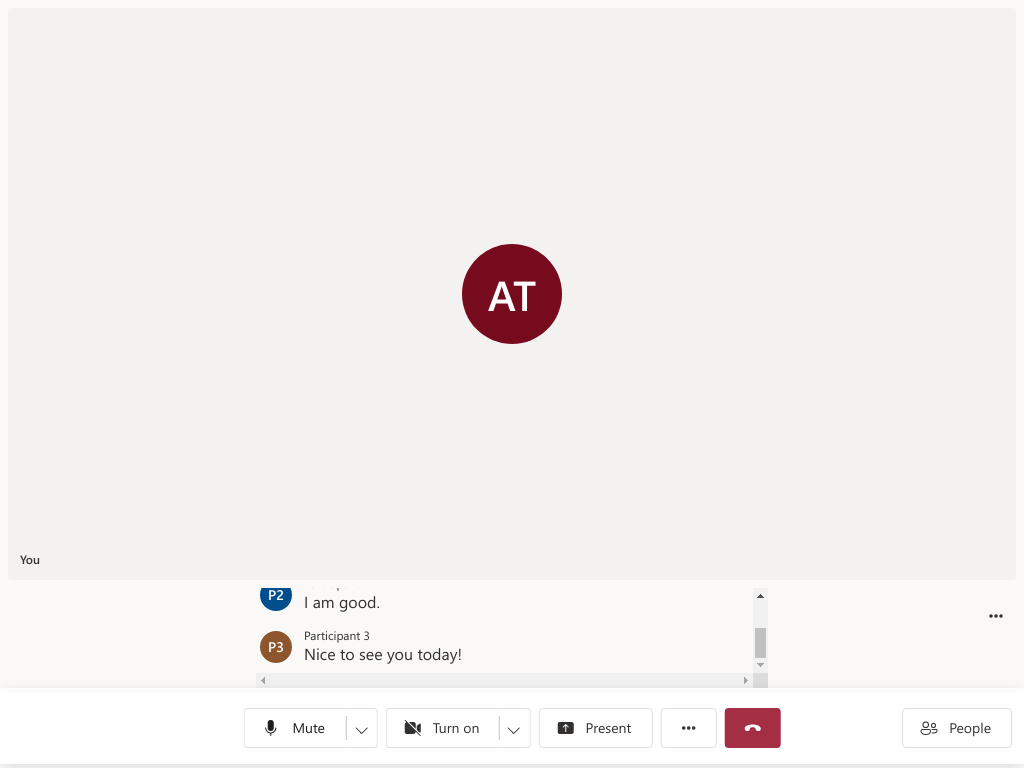 AT
You
P2
I am good.
Participant 3
P3
Nice to see you today!
Mute
Turn on
Present
People